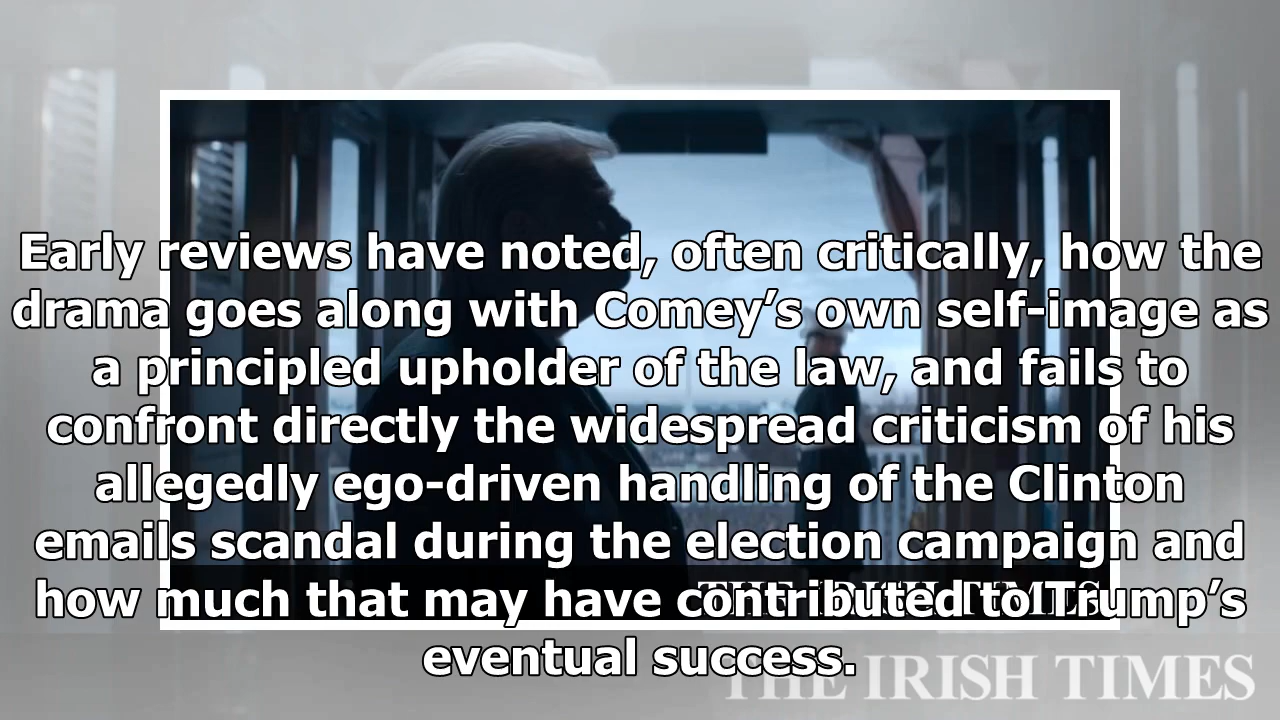 Early reviews have noted, often critically, how the
drama goes along with Comey’s own self-image as
a principled upholder of the law, and fails to
confront directly the widespread criticism of his
allegedly ego-driven handling of the Clinton
emails scandal during the election campaign and
how much that may have contributed to Trump’s
eventual success.
THE IRISH TIMES
THE IRISH TIMES